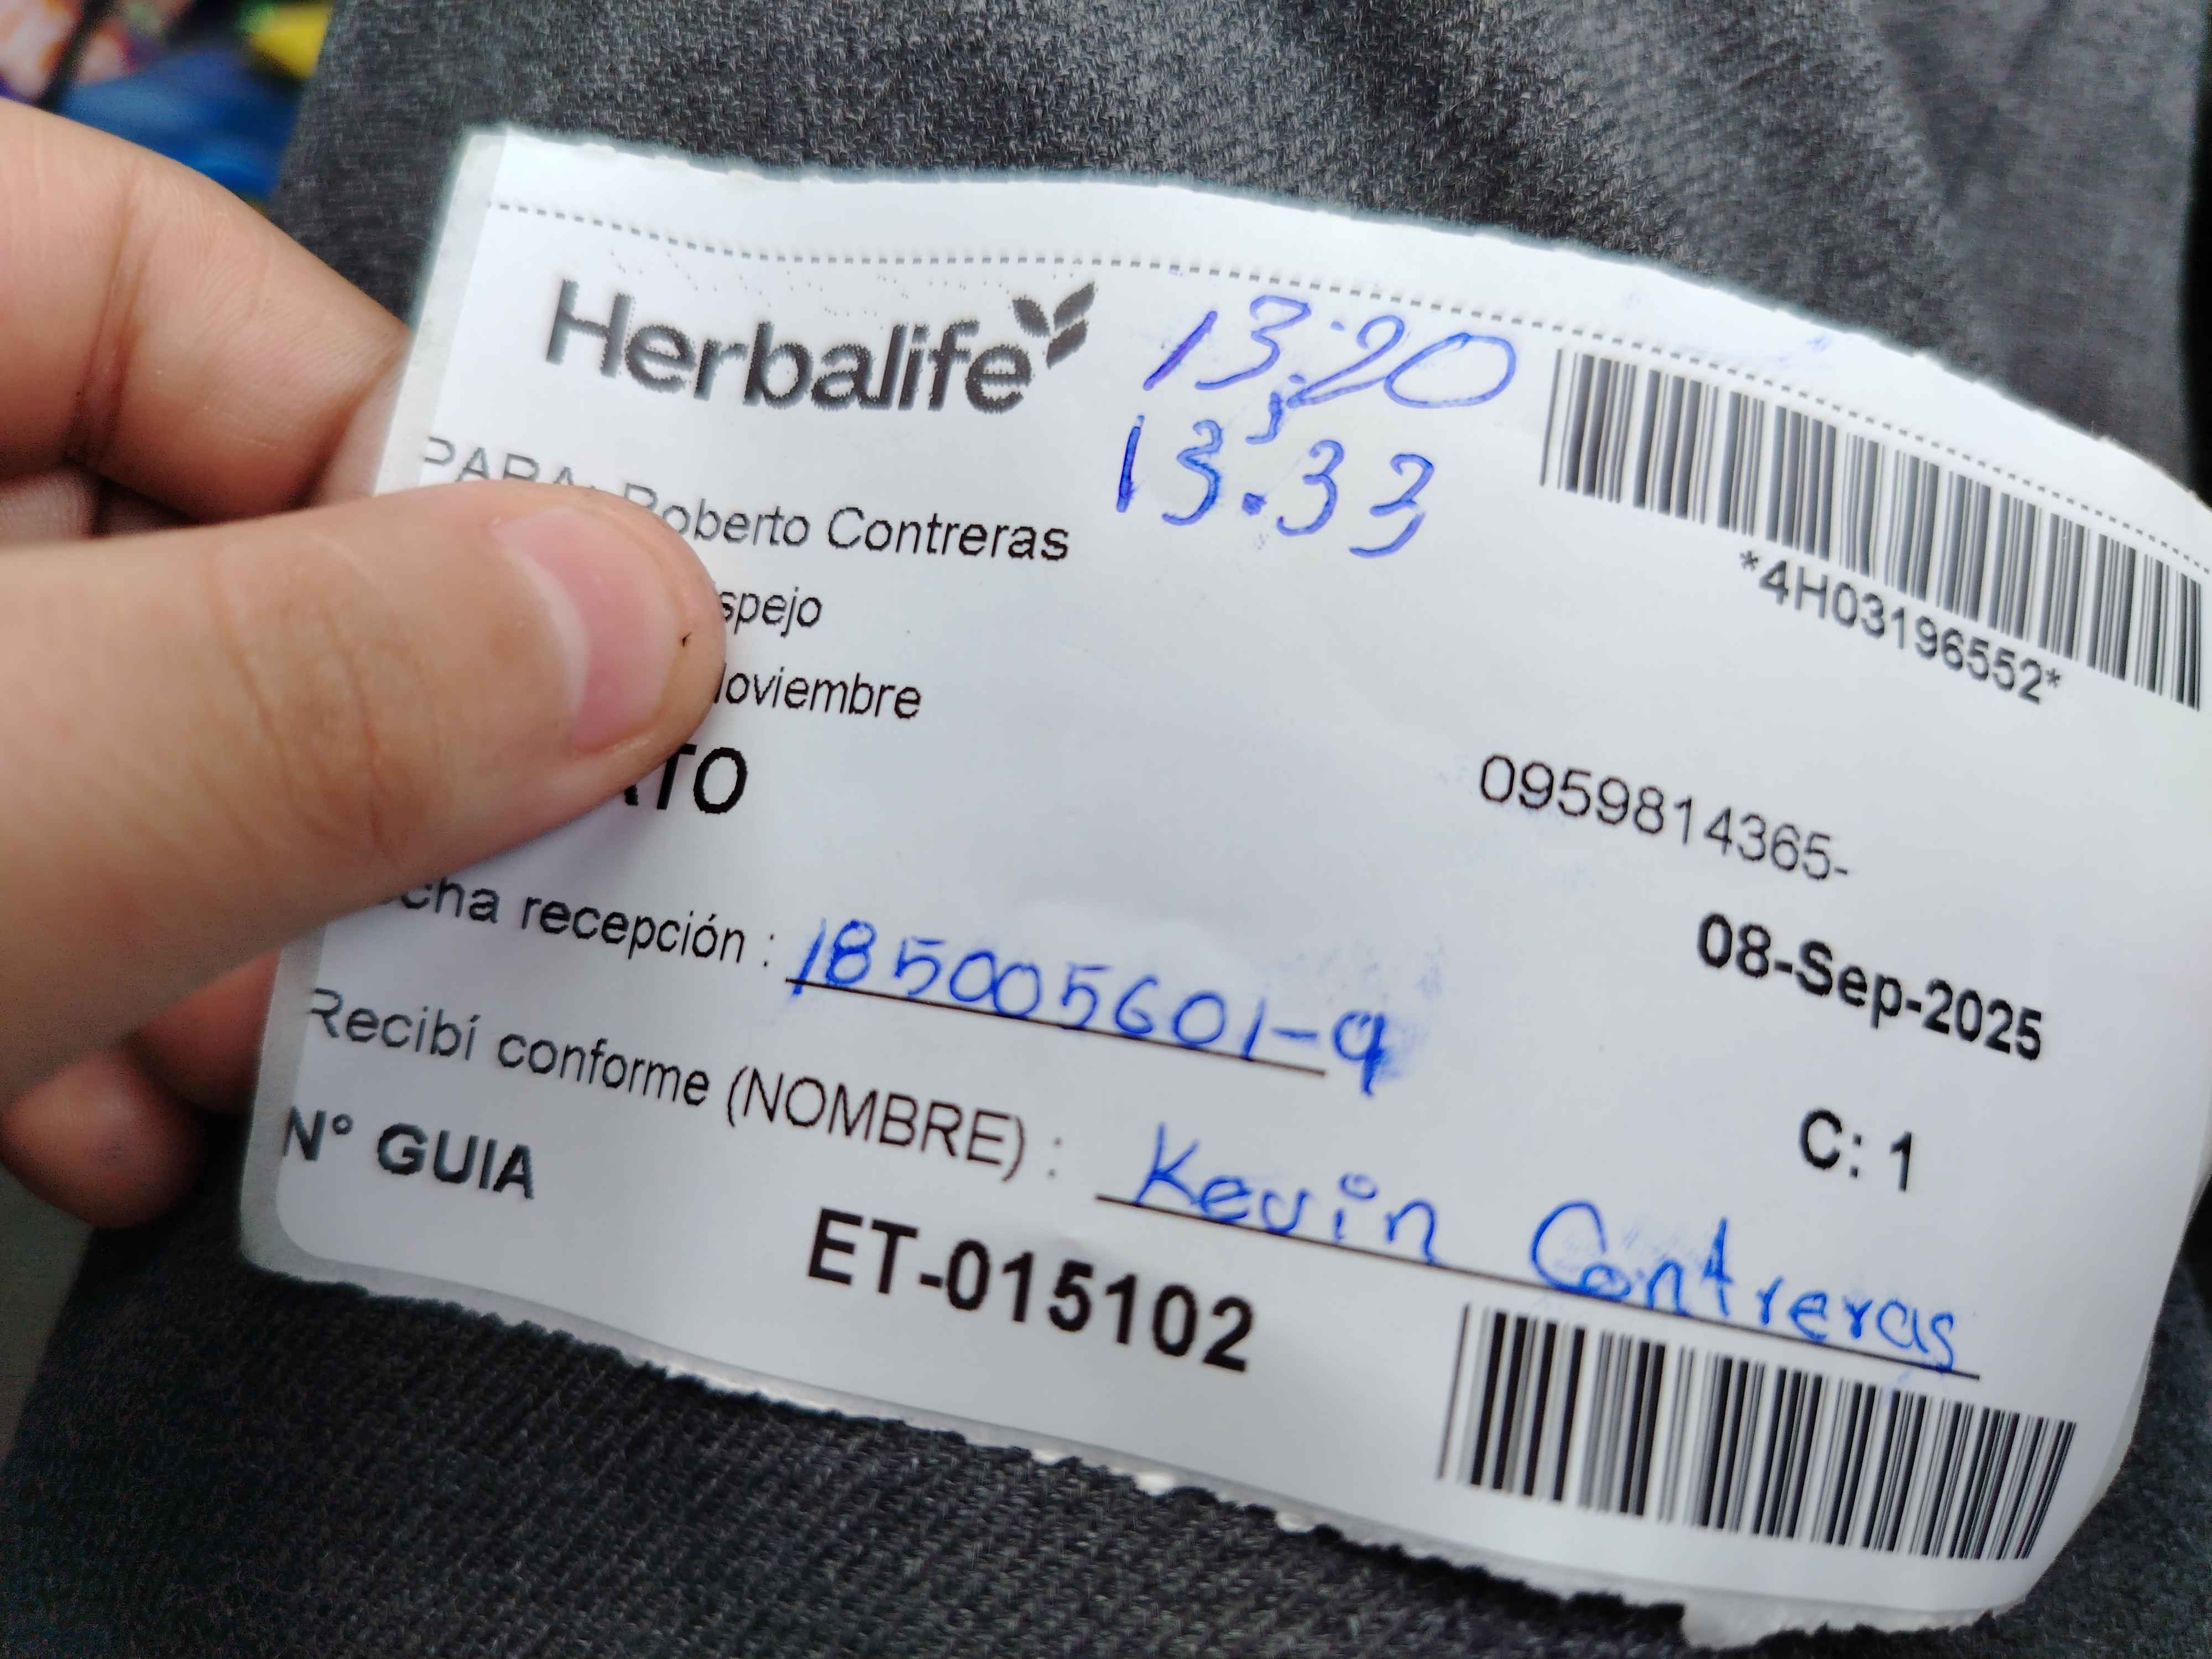 Herbalife
13:20
13.33
*4H03196552*
PARA: Roberto Contreras
spejo
oviembre
TO
0959814365-
08-Sep-2025
cha recepción : 185005601-9
C: 1
Recibí conforme (NOMBRE) : Kevin Contreras
N° GUIA
ET-015102